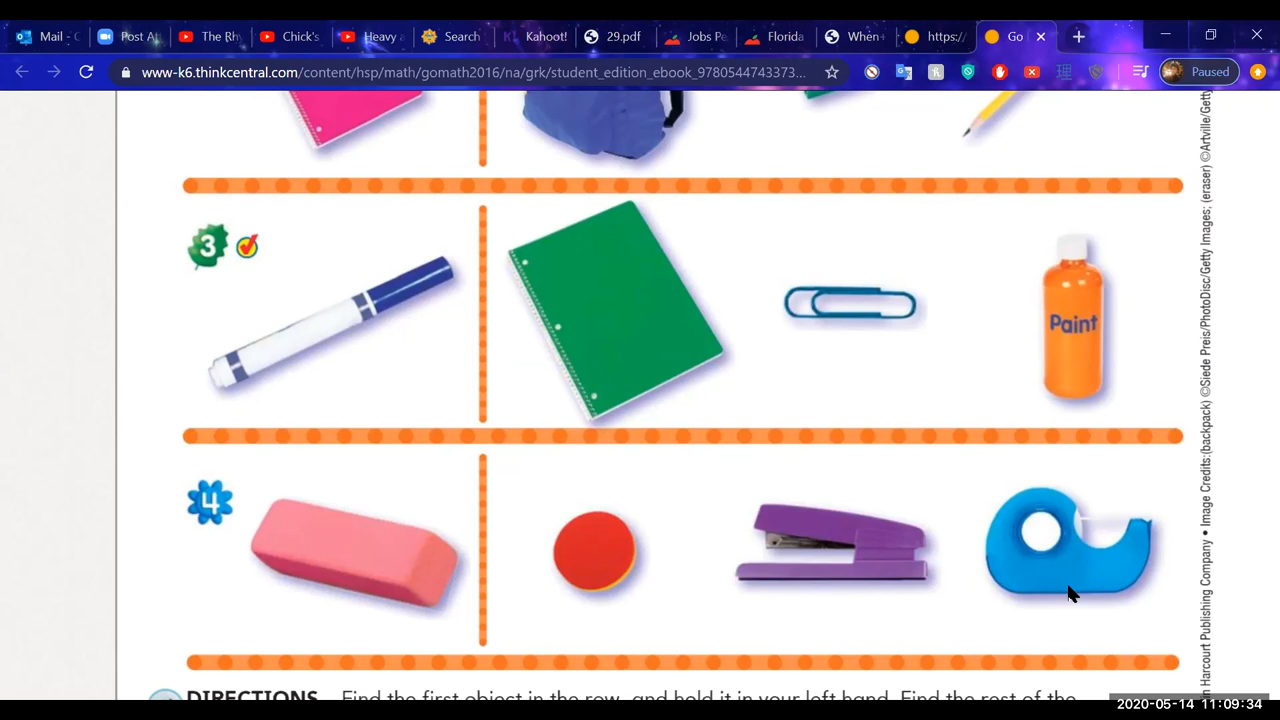 Mail - C
Post At
The Rh
Chick's
Heavy a
Search
Kahoot!
29.pdf
Jobs Pe
Florida
When
https:/
Go
www-k6.thinkcentral.com/content/hsp/math/gomath2016/na/grk/student_edition_ebook_9780544743373...
Paused
3
Paint
4
DIRECTIONS Find the first object in the row, and hold it in your left hand. Find the rest of the
Harcourt Publishing Company • Image Credits:(backpack) ©Siede Preis/PhotoDisc/Getty Images; (eraser) ©Artville/Getty
2020-05-14 11:09:34